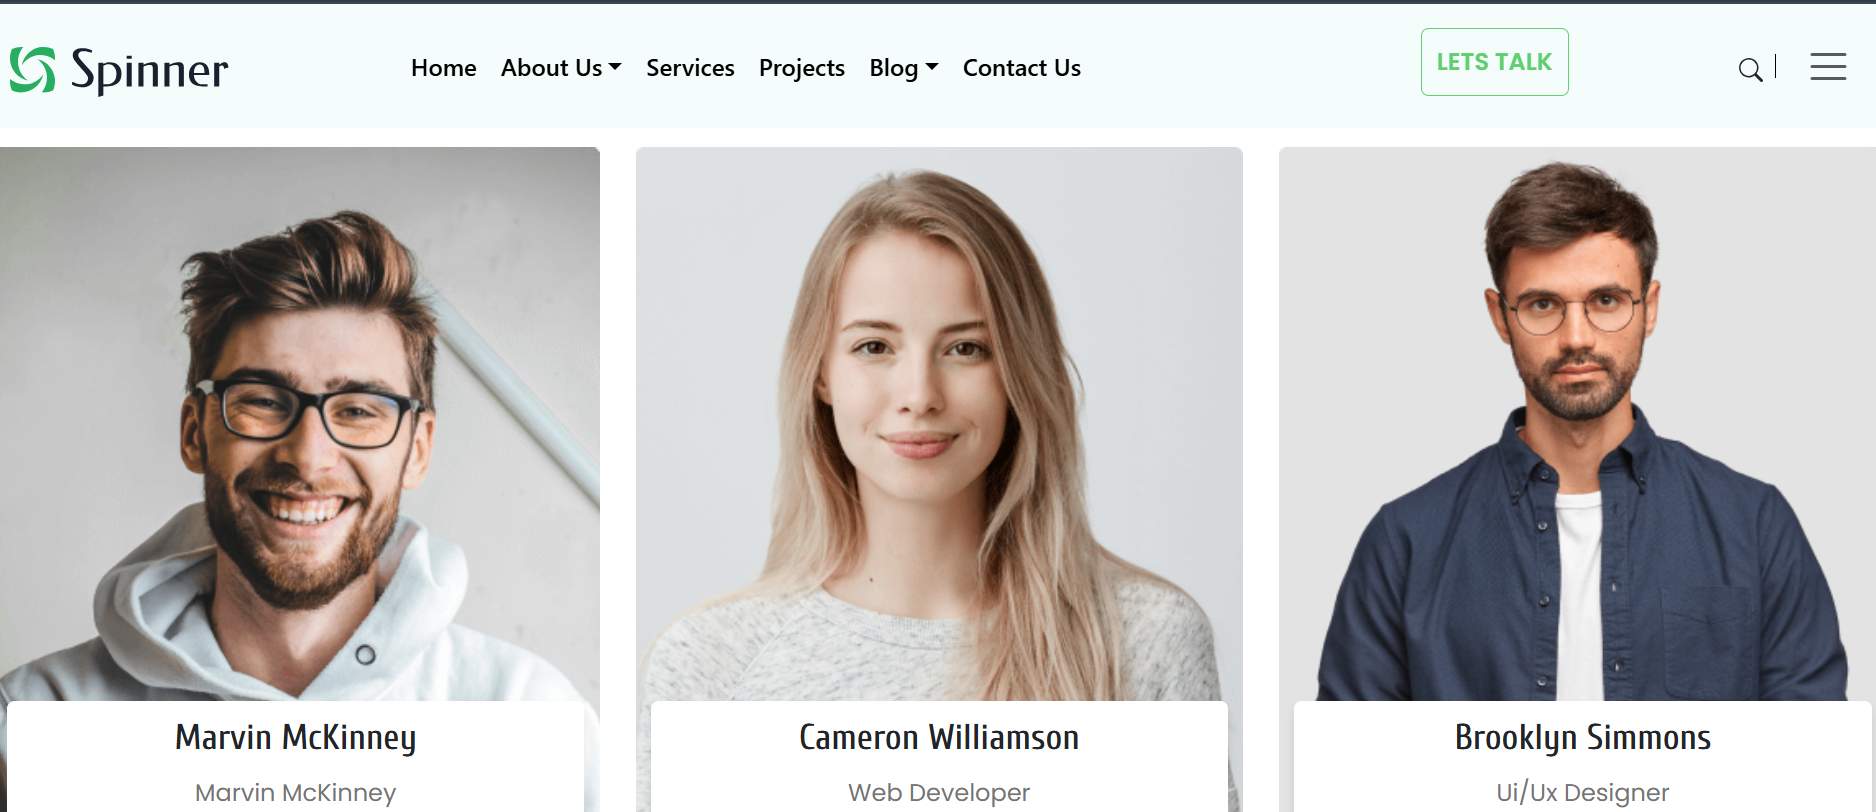 Spinner
Home About Us Services Projects Blog Contact Us
LETS TALK
Marvin McKinney
Marvin McKinney
Cameron Williamson
Web Developer
Brooklyn Simmons
Ui/Ux Designer